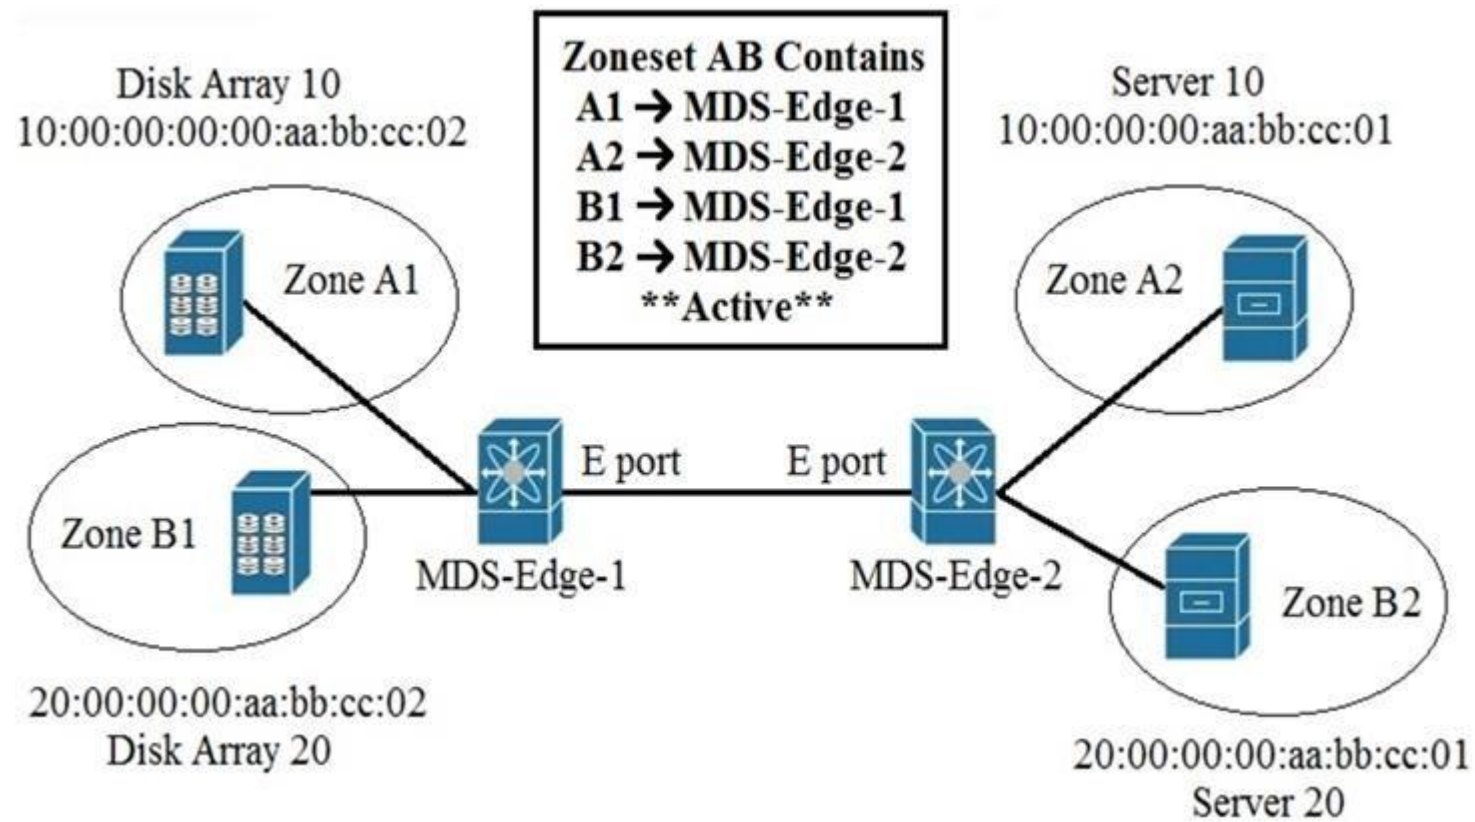 Zoneset AB Contains
A1 → MDS-Edge-1
A2 → MDS-Edge-2
B1 → MDS-Edge-1
B2 → MDS-Edge-2
**Active**
Disk Array 10
10:00:00:00:00:aa:bb:cc:02
Server 10
10:00:00:00:aa:bb:cc:01
Zone A1
Zone A2
E port
E port
Zone B1
MDS-Edge-1
MDS-Edge-2
Zone B2
20:00:00:00:aa:bb:cc:02
Disk Array 20
20:00:00:00:aa:bb:cc:01
Server 20